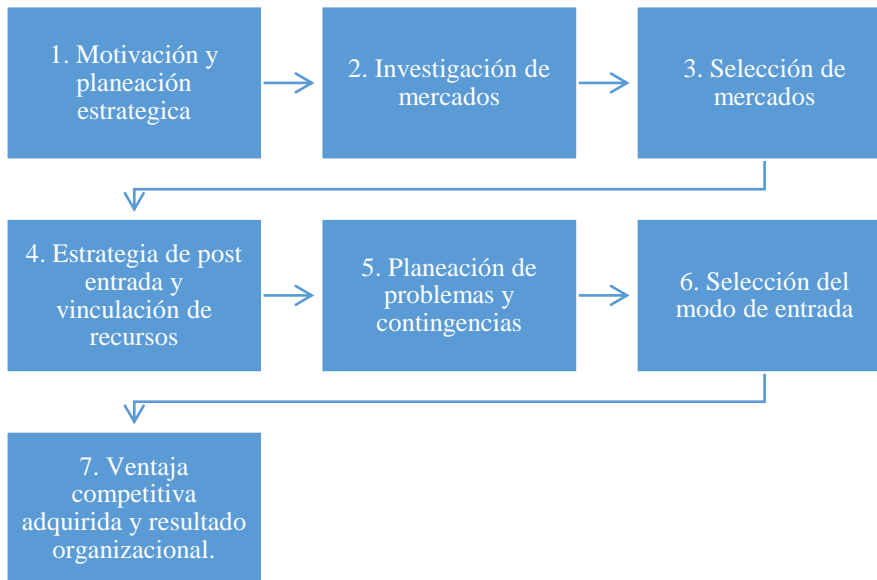 1. Motivación y
planeación
estrategica
2. Investigación de
mercados
3. Selección de
mercados
4. Estrategia de post
entrada y
vinculación de
recursos
5. Planeación de
problemas y
contingencias
6. Selección del
modo de entrada
7. Ventaja
competitiva
adquirida y resultado
organizacional.